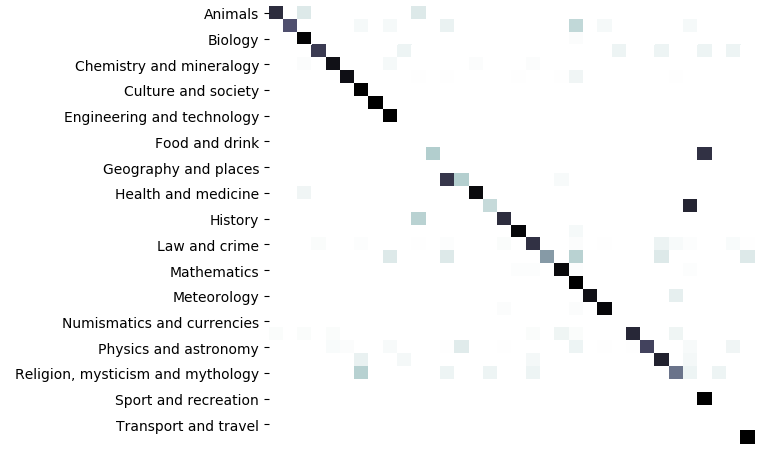 Animals
Biology
Chemistry and mineralogy
Culture and society
Engineering and technology
Food and drink
Geography and places
Health and medicine
History
Law and crime
Mathematics
Meteorology
Numismatics and currencies
Physics and astronomy
Religion, mysticism and mythology
Sport and recreation
Transport and travel